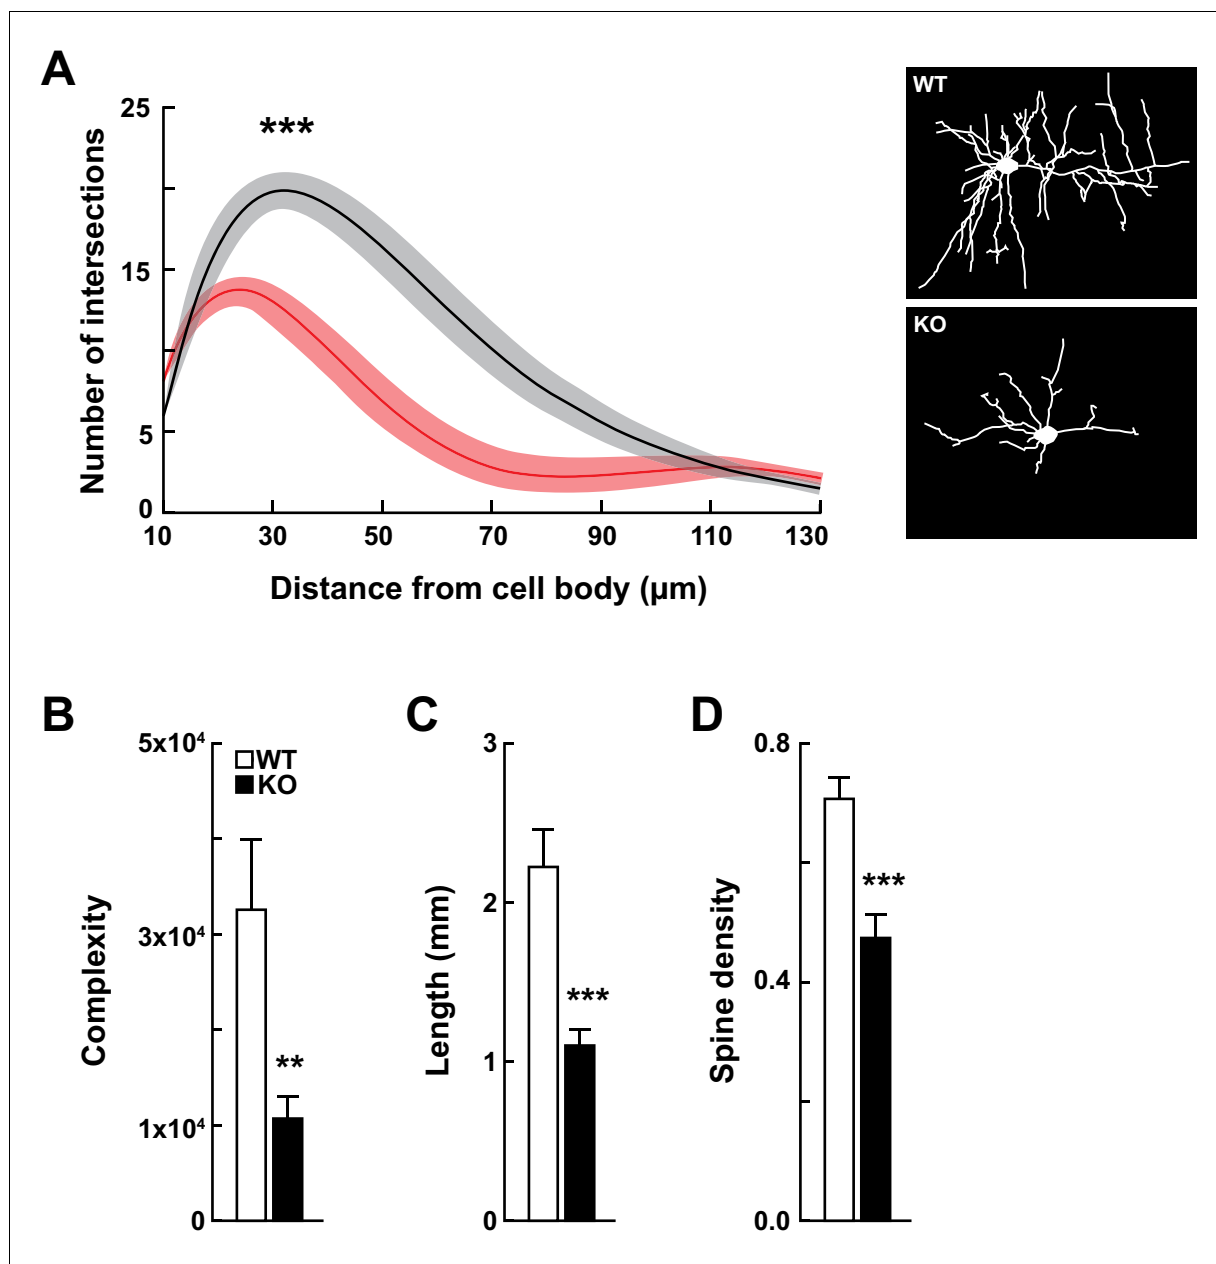 A
25
15
5
0
Number of intersections
***
10 30 50 70 90 110 130
Distance from cell body (µm)
WT
KO
B
5x10⁴
3x10⁴
1x10⁴
0
Complexity
WT
KO
**
C
3
2
1
0
Length (mm)
***
D
0.8
0.4
0.0
Spine density
***